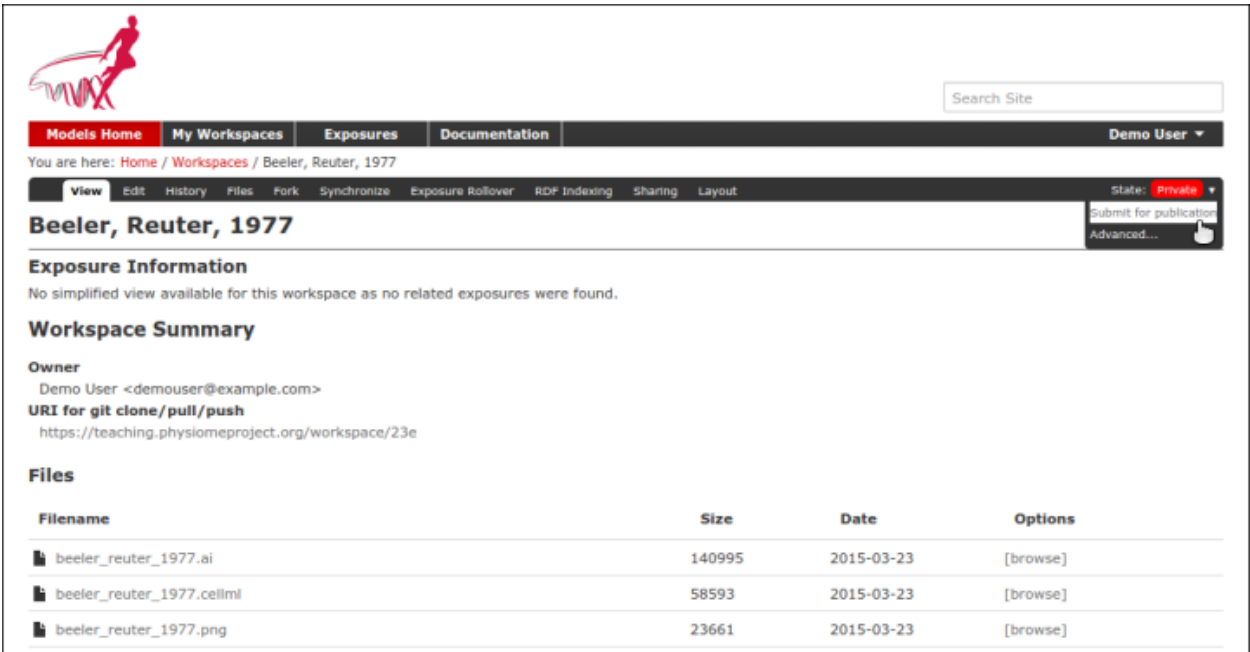 Search Site
Models Home My Workspaces Exposures Documentation Demo User
You are here: Home / Workspaces / Beeler, Reuter, 1977
View Edit History Files Fork Synchronize Exposure Rollover RDF Indexing Sharing Layout State: Private
Submit for publication
Advanced...
Beeler, Reuter, 1977
Exposure Information
No simplified view available for this workspace as no related exposures were found.
Workspace Summary
Owner
Demo User <demouser@example.com>
URI for git clone/pull/push
https://teaching.physiomeproject.org/workspace/23e
Files
Filename Size Date Options
beeler_reuter_1977.ai 140995 2015-03-23 [browse]
beeler_reuter_1977.cellml 58593 2015-03-23 [browse]
beeler_reuter_1977.png 23661 2015-03-23 [browse]